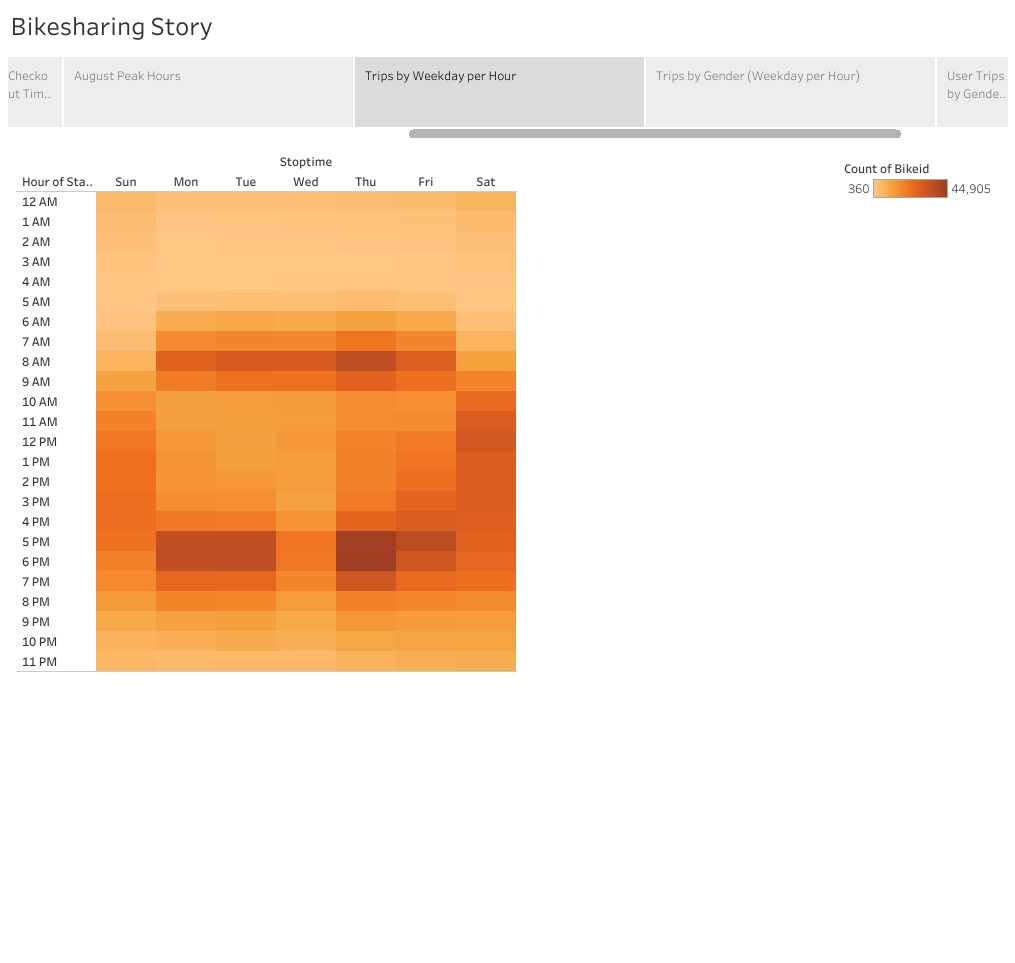 Bikesharing Story
Checko
ut Tim..
August Peak Hours
Trips by Weekday per Hour
Trips by Gender (Weekday per Hour)
User Trips
by Gende..
Stoptime
Hour of Sta.. Sun Mon Tue Wed Thu Fri Sat
12 AM
1 AM
2 AM
3 AM
4 AM
5 AM
6 AM
7 AM
8 AM
9 AM
10 AM
11 AM
12 PM
1 PM
2 PM
3 PM
4 PM
5 PM
6 PM
7 PM
8 PM
9 PM
10 PM
11 PM
Count of Bikeid
360 44,905